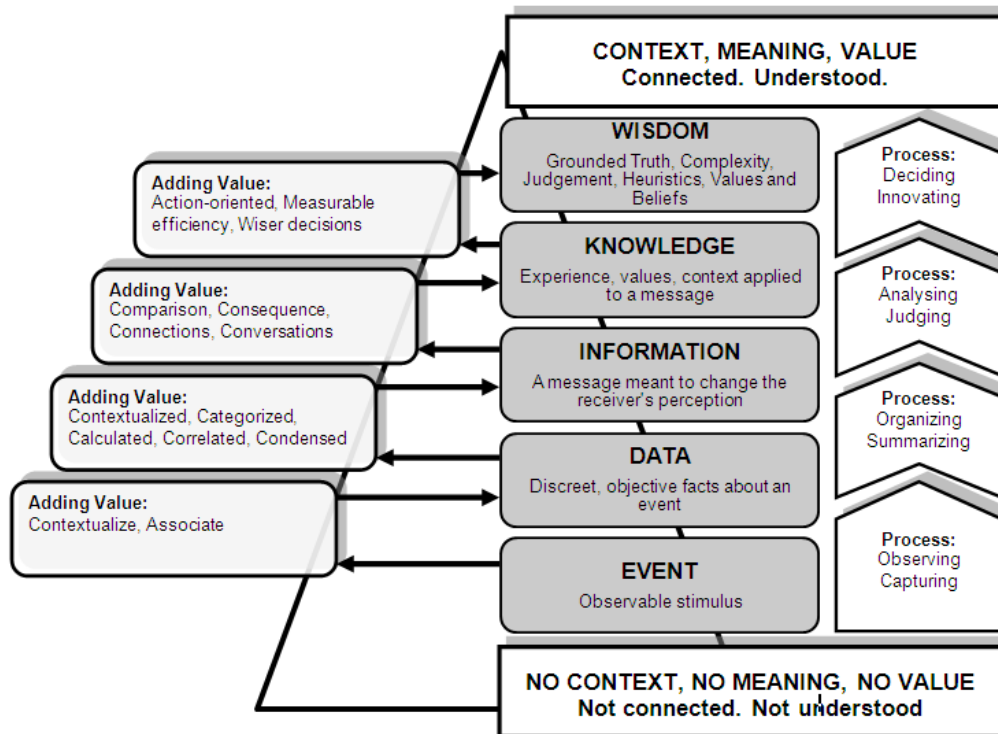 CONTEXT, MEANING, VALUE
Connected. Understood.
WISDOM
Grounded Truth, Complexity,
Judgement, Heuristics, Values and
Beliefs
Process:
Deciding
Innovating
Adding Value:
Action-oriented, Measurable
efficiency, Wiser decisions
KNOWLEDGE
Experience, values, context applied
to a message
Process:
Analysing
Judging
Adding Value:
Comparison, Consequence,
Connections, Conversations
INFORMATION
A message meant to change the
receiver's perception
Process:
Organizing
Summarizing
Adding Value:
Contextualized, Categorized,
Calculated, Correlated, Condensed
DATA
Discreet, objective facts about an
event
Adding Value:
Contextualize, Associate
Process:
Observing
Capturing
EVENT
Observable stimulus
NO CONTEXT, NO MEANING, NO VALUE
Not connected. Not understood